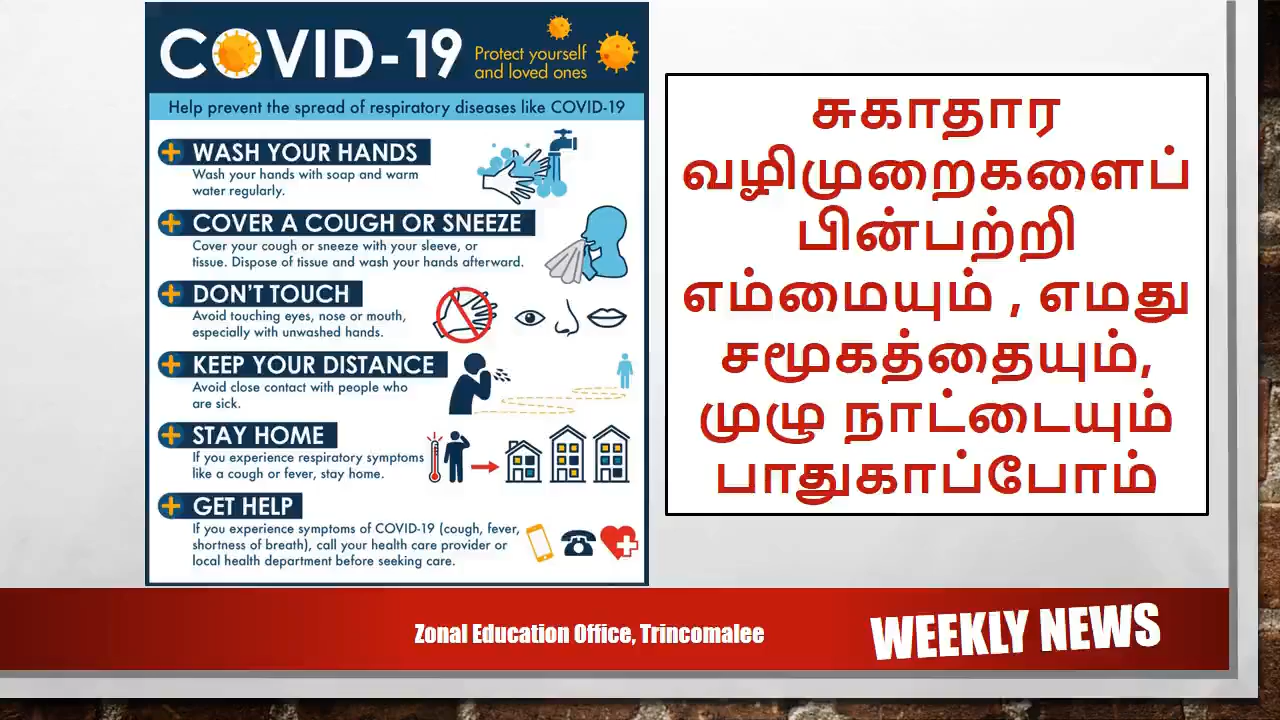 COVID-19
Protect yourself
and loved ones
Help prevent the spread of respiratory diseases like COVID-19
WASH YOUR HANDS
Wash your hands with soap and warm
water regularly.
COVER A COUGH OR SNEEZE
Cover your cough or sneeze with your sleeve, or
tissue. Dispose of tissue and wash your hands afterward.
DON'T TOUCH
Avoid touching eyes, nose or mouth,
especially with unwashed hands.
KEEP YOUR DISTANCE
Avoid close contact with people who
are sick.
STAY HOME
If you experience respiratory symptoms
like a cough or fever, stay home.
GET HELP
If you experience symptoms of COVID-19 (cough, fever,
shortness of breath), call your health care provider or
local health department before seeking care.
சுகாதார
வழிமுறைகளைப்
பின்பற்றி
எம்மையும் , எமது
சமூகத்தையும்,
முழு நாட்டையும்
பாதுகாப்போம்
Zonal Education Office, Trincomalee
WEEKLY NEWS